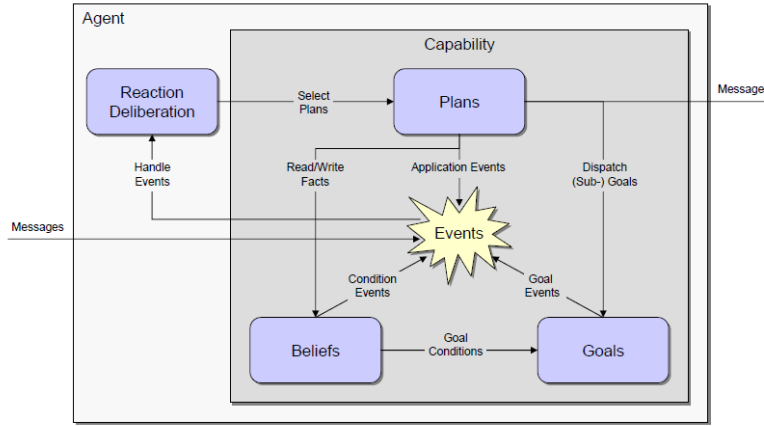 Agent
Capability
Reaction
Deliberation
Select
Plans
Plans
Message
Handle
Events
Read/Write
Facts
Application Events
Dispatch
(Sub-) Goals
Messages
Events
Condition
Events
Goal
Events
Beliefs
Goal
Conditions
Goals